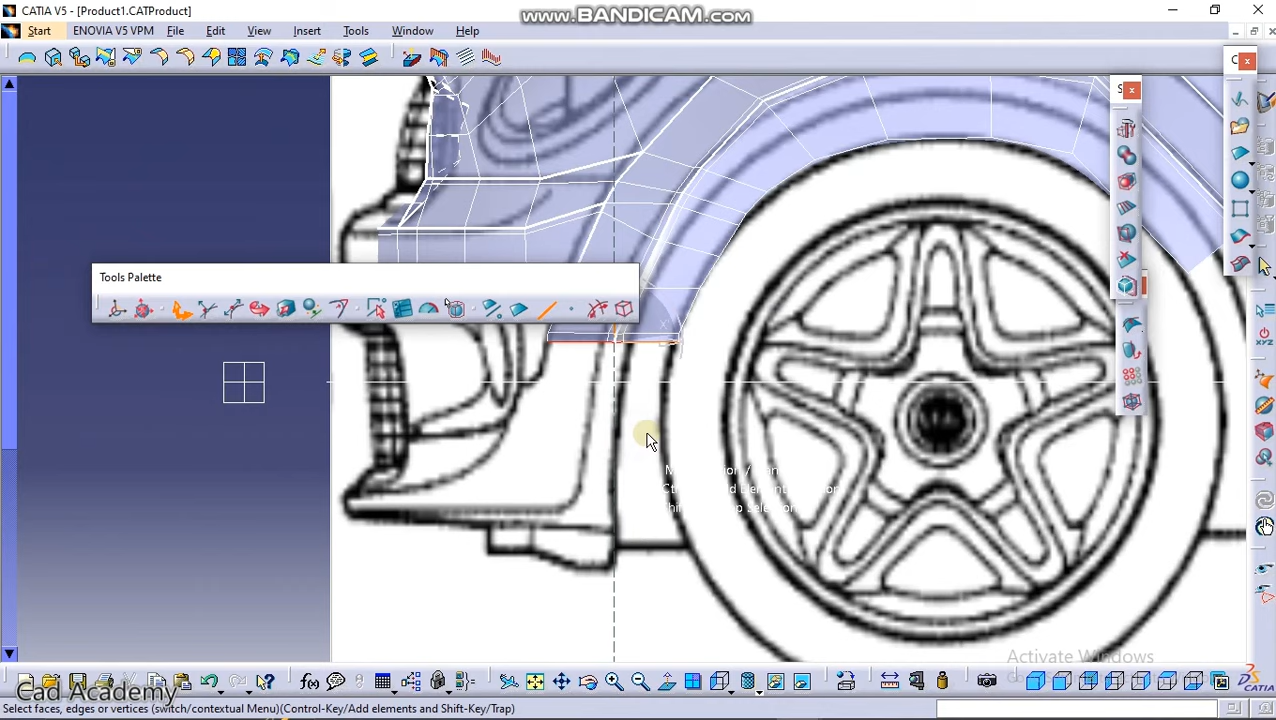 CATIA V5 - [Product1.CATProduct]
www.BANDICAM.com
Start ENOVIA V5 VPM File Edit View Insert Tools Window Help
C
S
Tools Palette
Activate Windows
Cad Academy
Select faces, edges or vertices (switch/contextual Menu)(Control-Key/Add elements and Shift-Key/Trap)